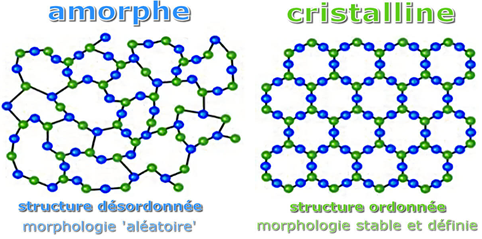 amorphe
cristalline
structure désordonnée
morphologie 'aléatoire'
structure ordonnée
morphologie stable et définie